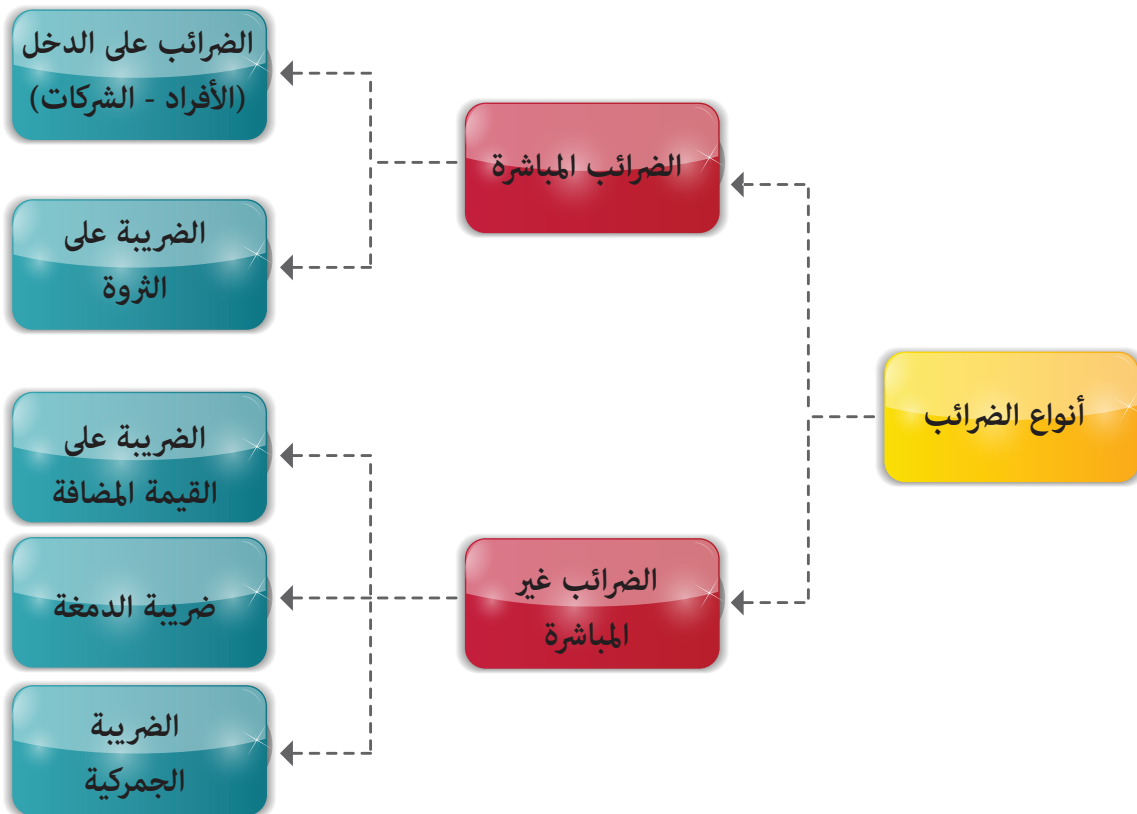 أنواع الضرائب
الضرائب المباشرة
الضرائب على الدخل
(الأفراد - الشركات)
الضريبة على
الثروة
الضرائب غير
المباشرة
الضريبة على
القيمة المضافة
ضريبة الدمغة
الضريبة
الجمركية